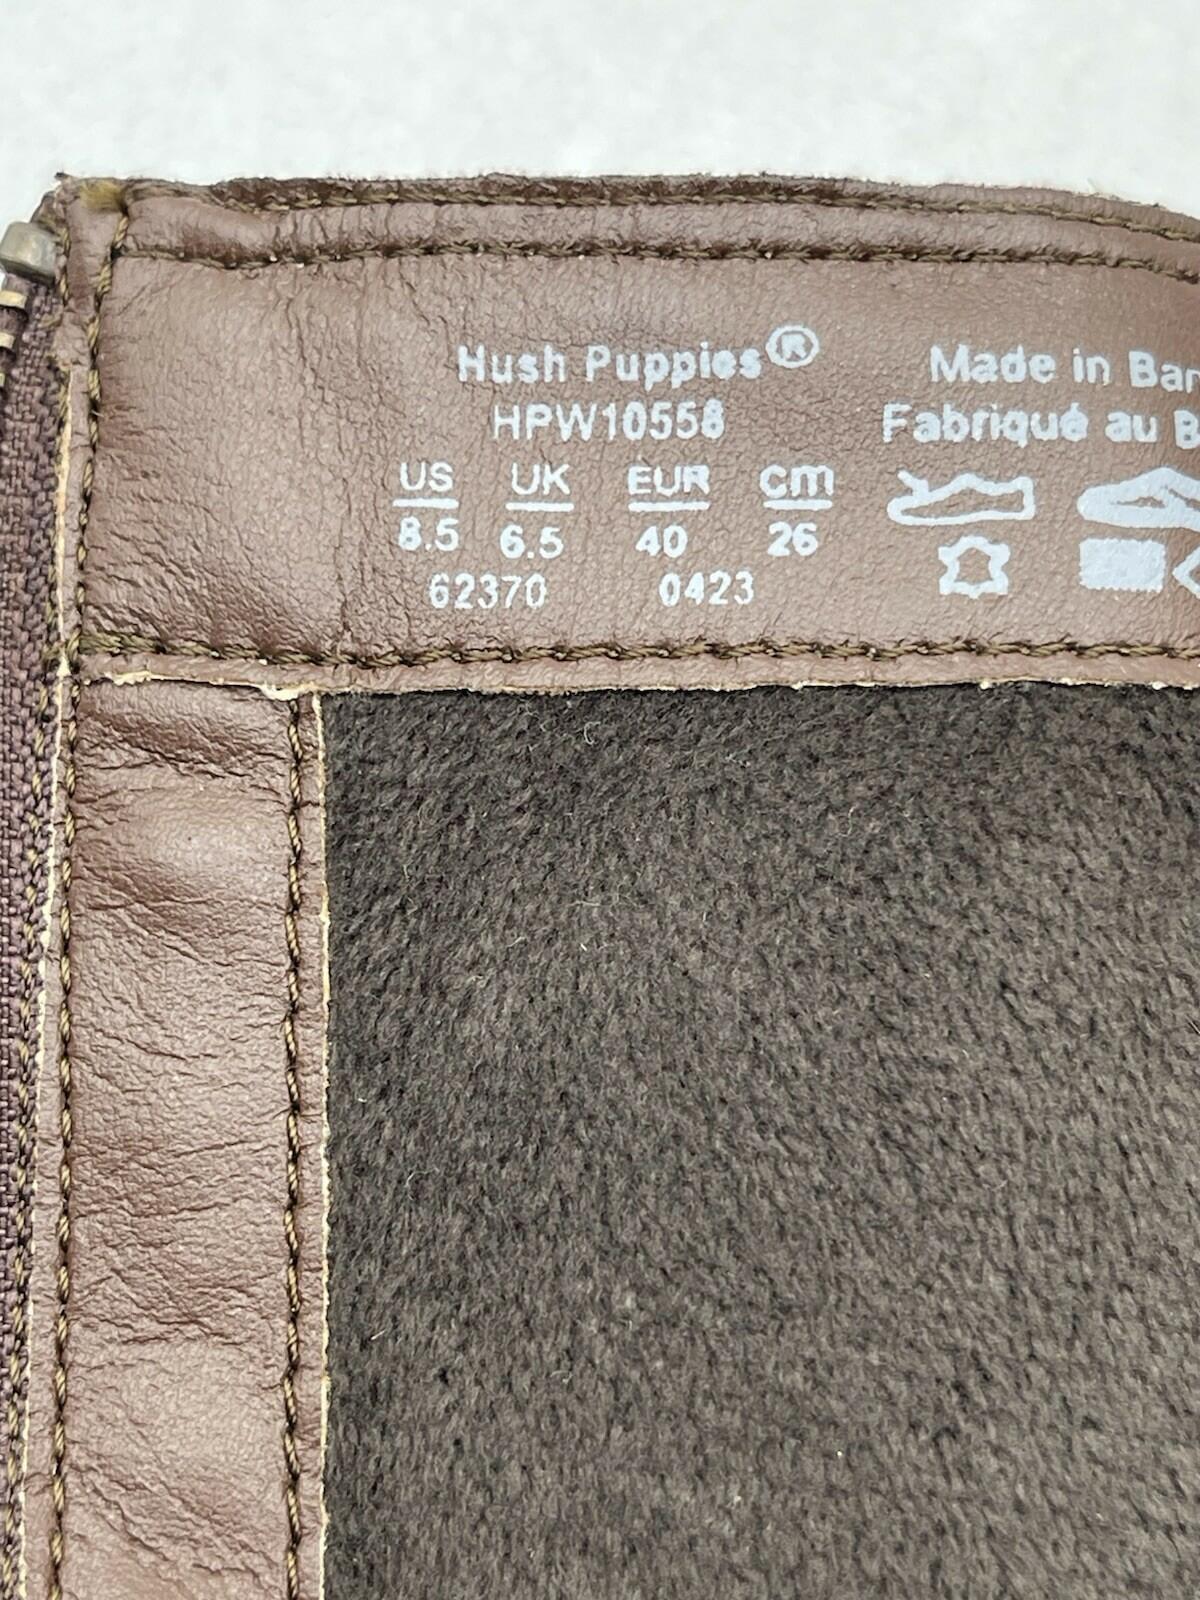 Hush Puppies®
HPW10558
US UK EUR cm
8.5 6.5 40 26
62370 0423
Made in
Fabriqué au